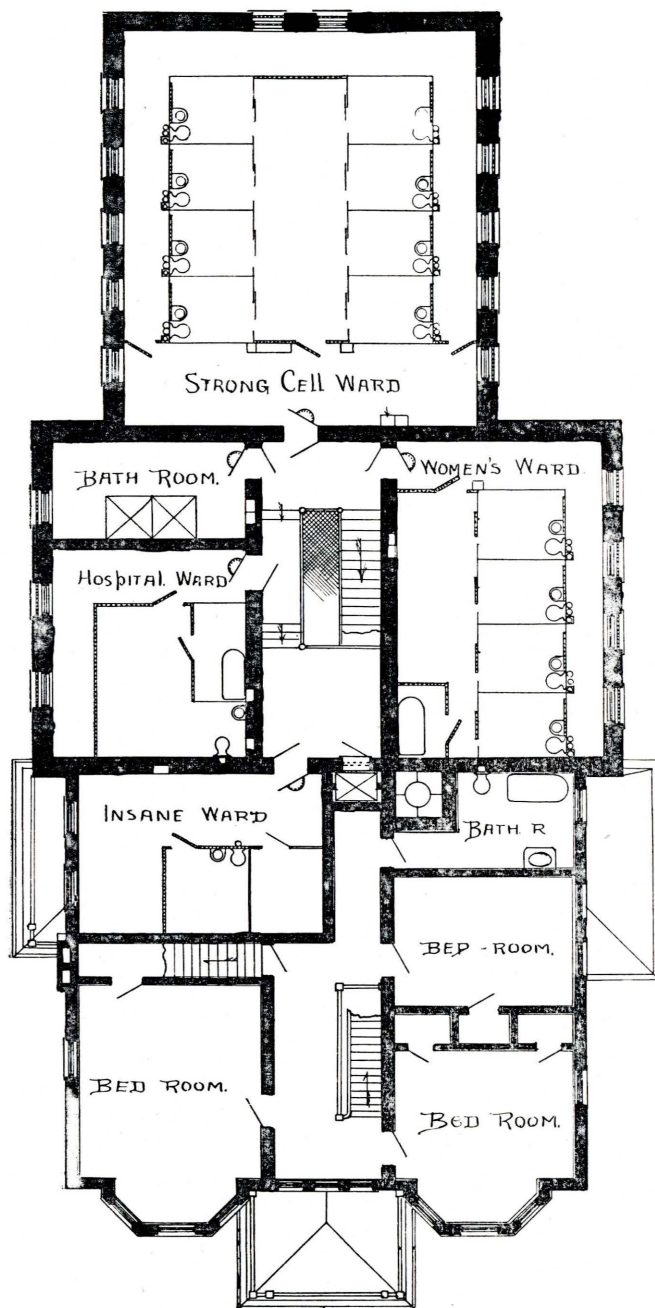 STRONG CELL WARD
BATH ROOM.
WOMEN'S WARD.
HOSPITAL WARD
INSANE WARD
BATH R
BED-ROOM.
BED ROOM.
BED ROOM.